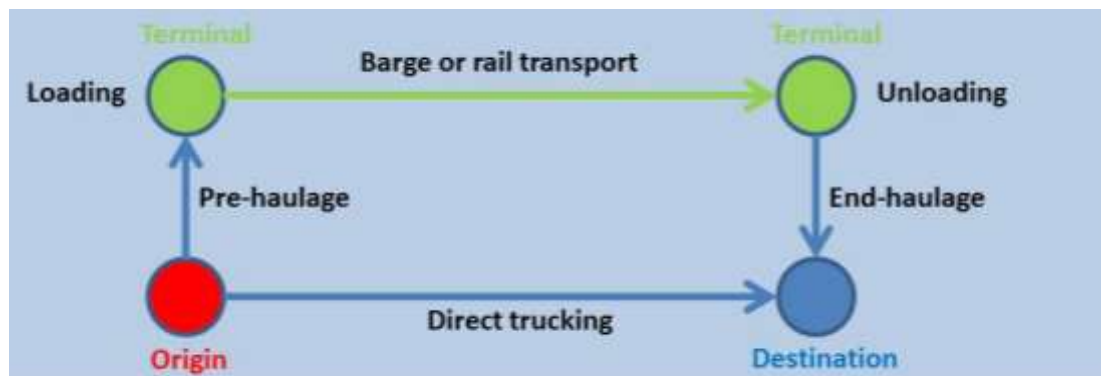 Terminal
Terminal
Barge or rail transport
Loading
Unloading
Pre-haulage
End-haulage
Direct trucking
Origin
Destination